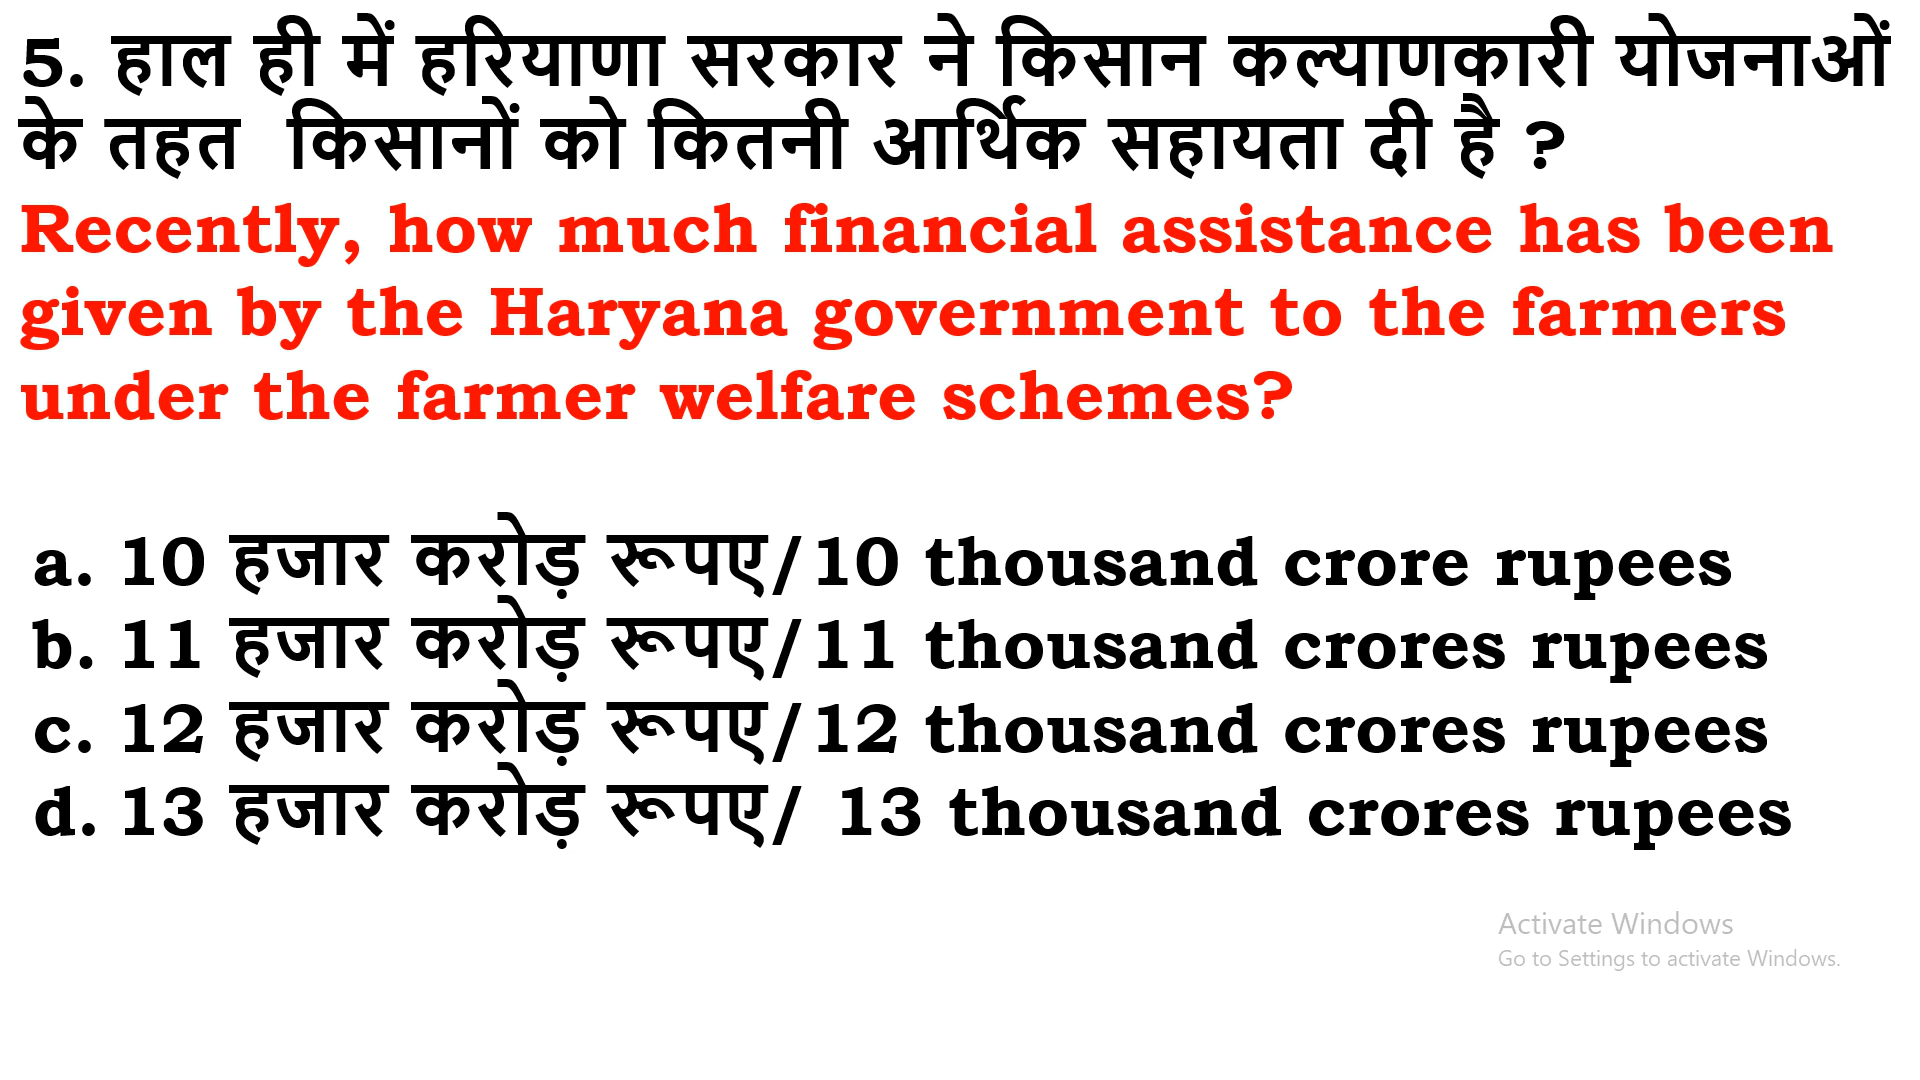 5. हाल ही में हरियाणा सरकार ने किसान कल्याणकारी योजनाओं
के तहत किसानों को कितनी आर्थिक सहायता दी है ?
Recently, how much financial assistance has been
given by the Haryana government to the farmers
under the farmer welfare schemes?
a. 10 हजार करोड़ रूपए/10 thousand crore rupees
b. 11 हजार करोड़ रूपए/11 thousand crores rupees
c. 12 हजार करोड़ रूपए/12 thousand crores rupees
d. 13 हजार करोड़ रूपए/ 13 thousand crores rupees
Activate Windows
Go to Settings to activate Windows.